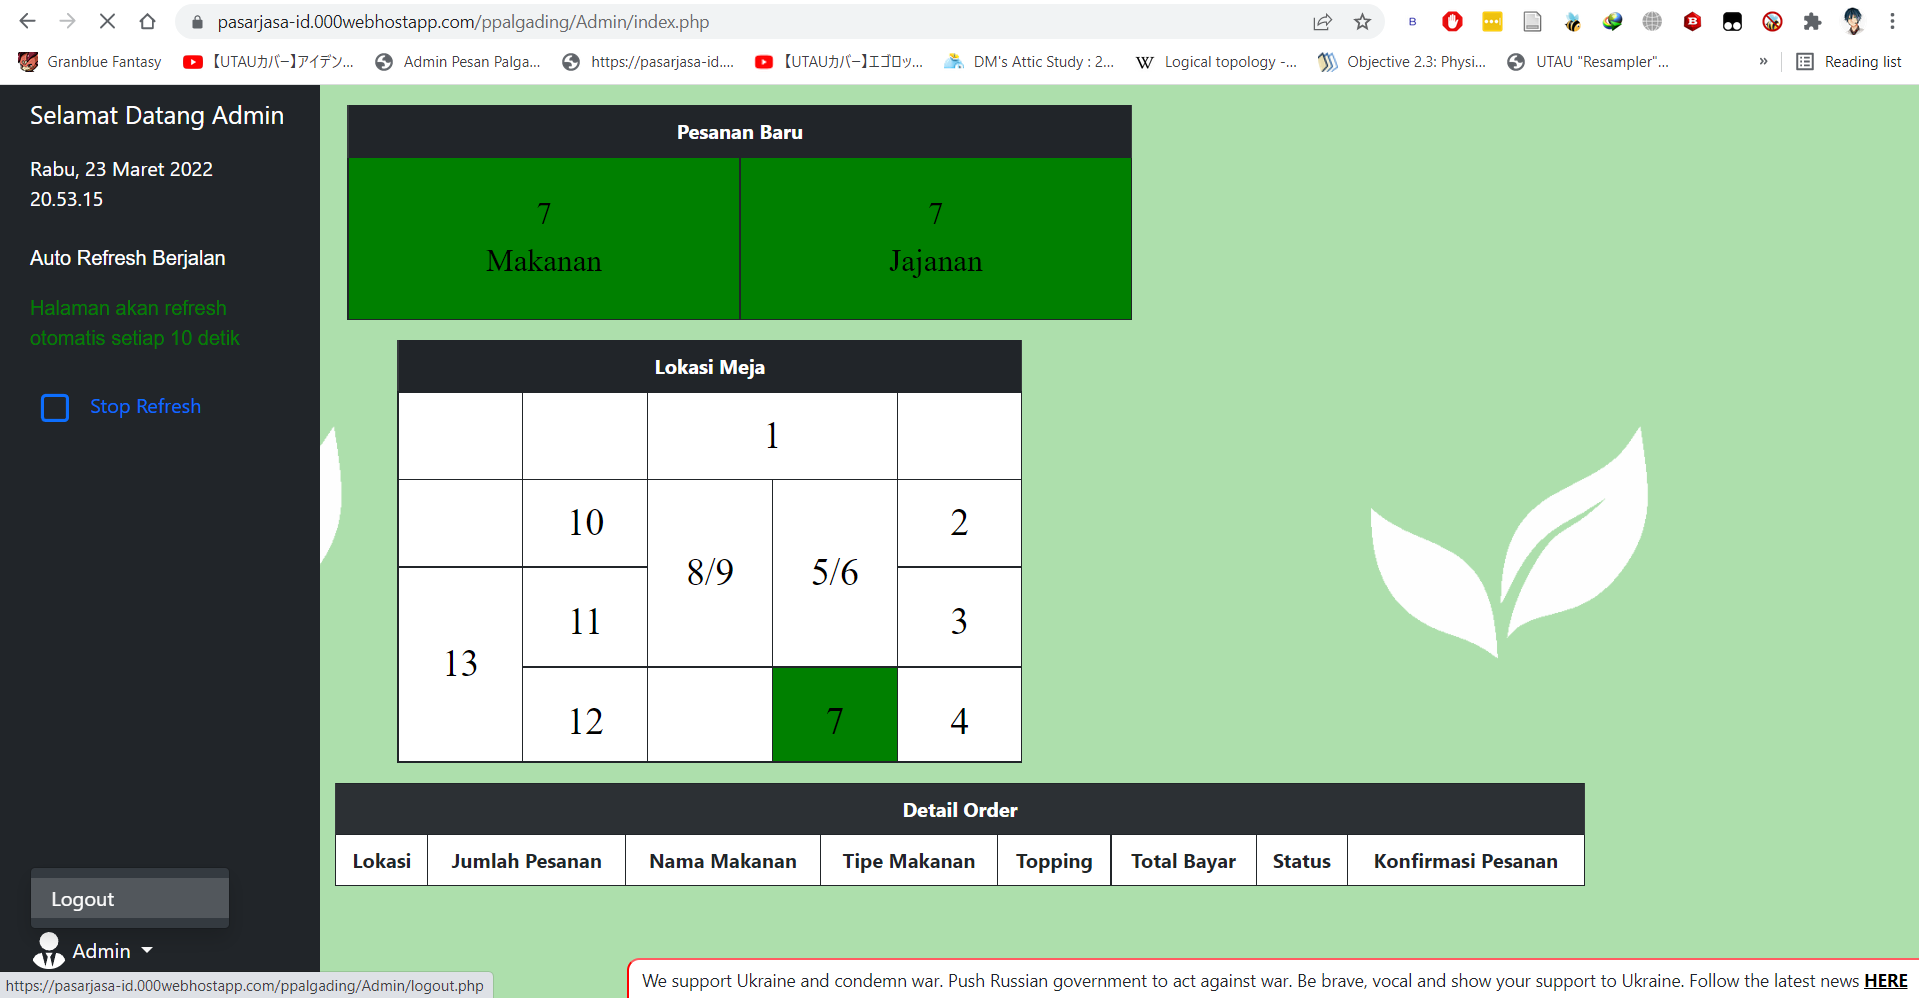 pasarjasa-id.000webhostapp.com/ppalgading/Admin/index.php
Granblue Fantasy
【UTAUカバー】アイデン...
Admin Pesan Palga...
https://pasarjasa-id....
【UTAUカバー】エゴロッ...
DM's Attic Study : 2...
Logical topology -...
Objective 2.3: Physi...
UTAU "Resampler"...
»
Reading list
Selamat Datang Admin
Rabu, 23 Maret 2022
20.53.15
Auto Refresh Berjalan
Halaman akan refresh
otomatis setiap 10 detik
Stop Refresh
Pesanan Baru
7
Makanan
7
Jajanan
Lokasi Meja
1
10
8/9
5/6
2
11
3
13
12
7
4
Detail Order
Lokasi
Jumlah Pesanan
Nama Makanan
Tipe Makanan
Topping
Total Bayar
Status
Konfirmasi Pesanan
Logout
Admin
https://pasarjasa-id.000webhostapp.com/ppalgading/Admin/logout.php
We support Ukraine and condemn war. Push Russian government to act against war. Be brave, vocal and show your support to Ukraine. Follow the latest news HERE